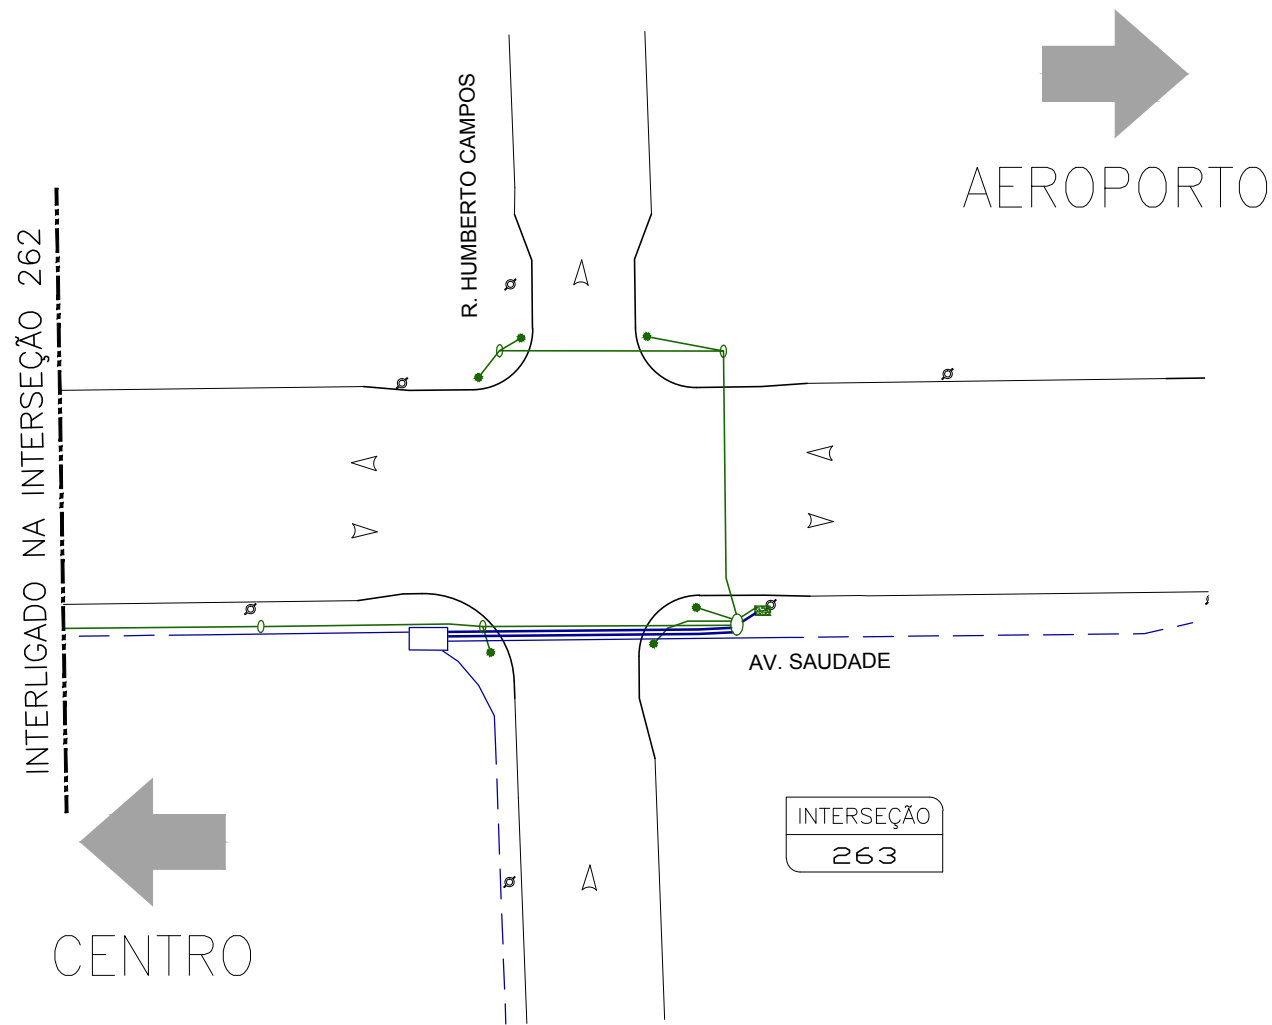 R. HUMBERTO CAMPOS
AEROPORTO
INTERLIGADO NA INTERSEÇÃO 262
AV. SAUDADE
INTERSEÇÃO
263
CENTRO